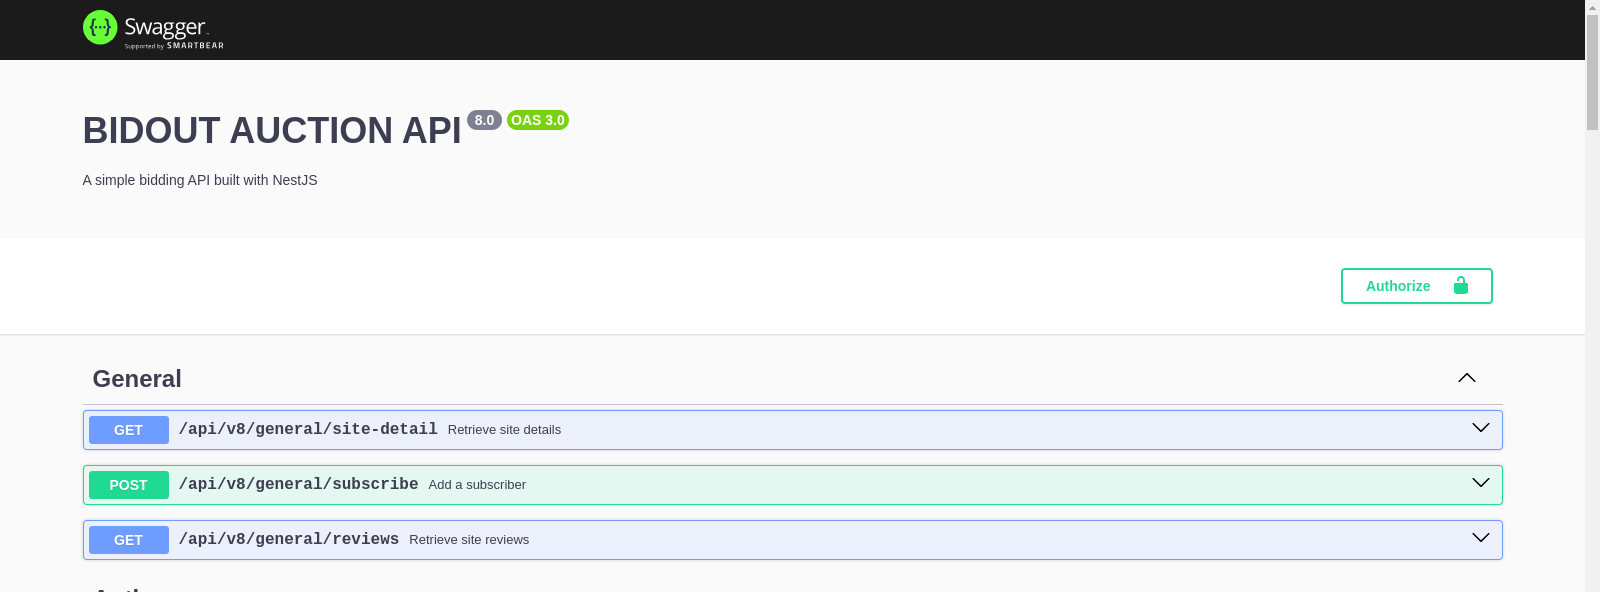 Swagger
Supported by SMARTBEAR
BIDOUT AUCTION API 8.0 OAS 3.0
A simple bidding API built with NestJS
Authorize
General
GET /api/v8/general/site-detail Retrieve site details
POST /api/v8/general/subscribe Add a subscriber
GET /api/v8/general/reviews Retrieve site reviews